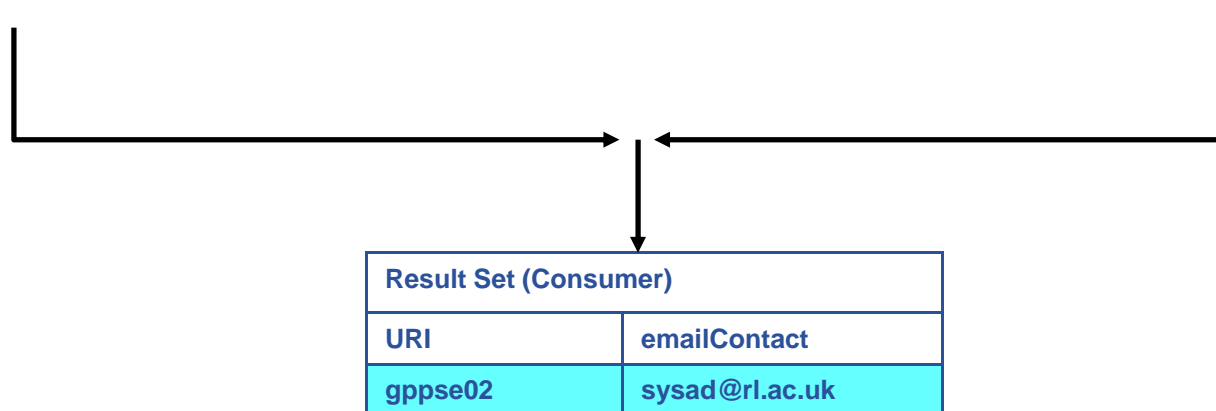 Result Set (Consumer)
URI emailContact
gppse02 sysad@rl.ac.uk